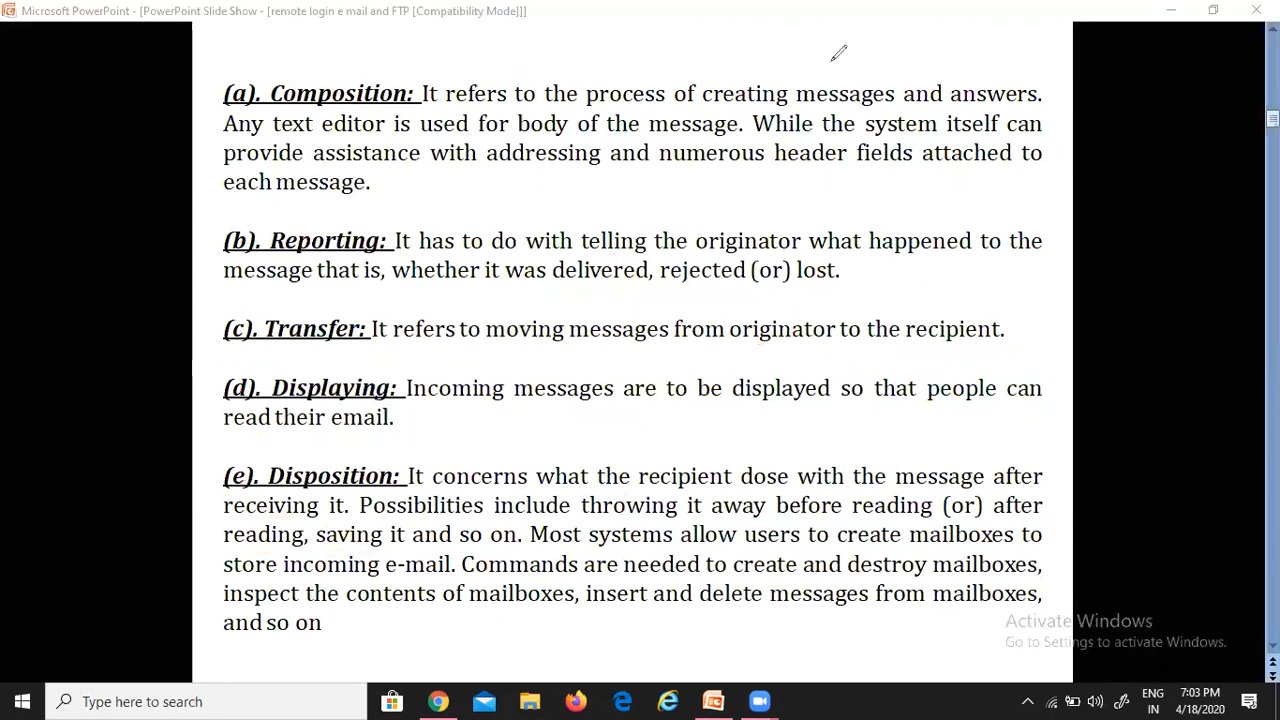 Microsoft PowerPoint - [PowerPoint Slide Show - [remote login e mail and FTP [Compatibility Mode]]]
(a). Composition: It refers to the process of creating messages and answers.
Any text editor is used for body of the message. While the system itself can
provide assistance with addressing and numerous header fields attached to
each message.
(b). Reporting: It has to do with telling the originator what happened to the
message that is, whether it was delivered, rejected (or) lost.
(c). Transfer: It refers to moving messages from originator to the recipient.
(d). Displaying: Incoming messages are to be displayed so that people can
read their email.
(e). Disposition: It concerns what the recipient dose with the message after
receiving it. Possibilities include throwing it away before reading (or) after
reading, saving it and so on. Most systems allow users to create mailboxes to
store incoming e-mail. Commands are needed to create and destroy mailboxes,
inspect the contents of mailboxes, insert and delete messages from mailboxes,
and so on
Activate Windows
Go to Settings to activate Windows.
Type here to search
ENG
IN
7:03 PM
4/18/2020